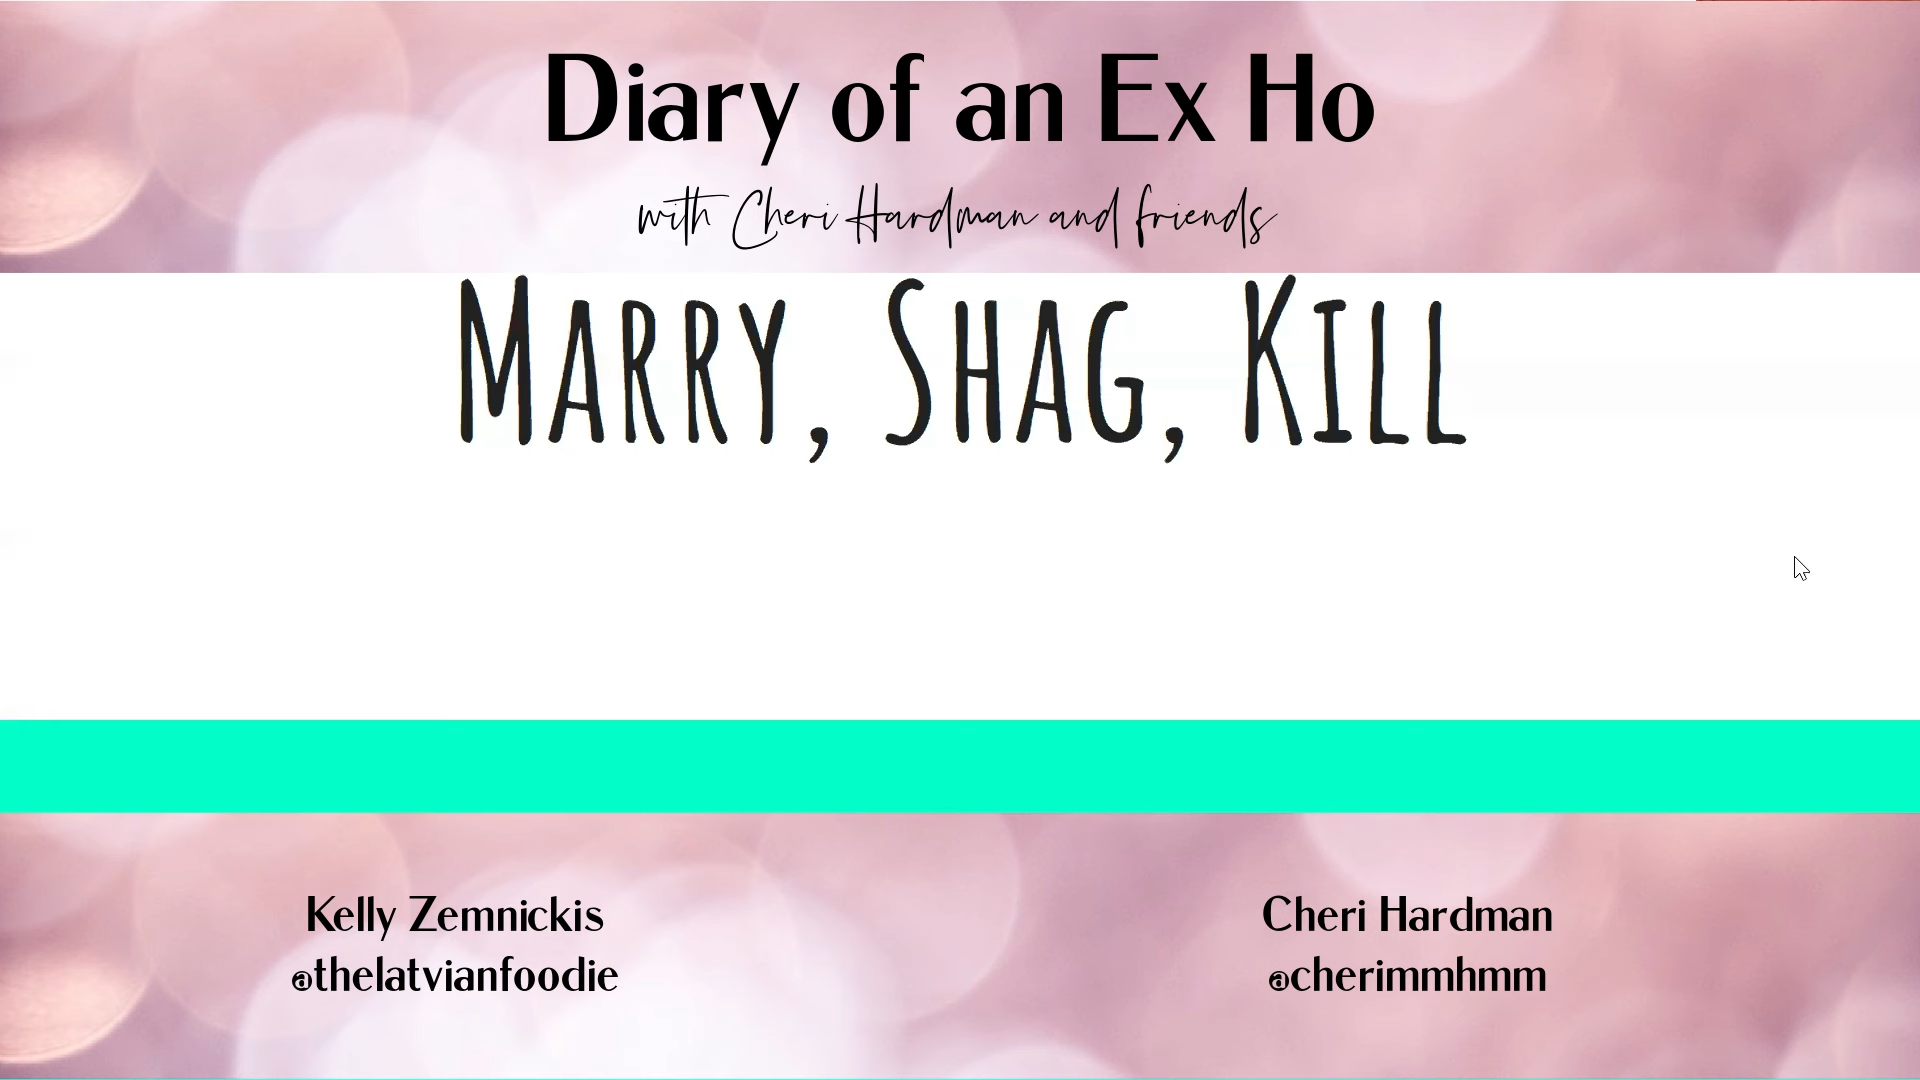 Diary of an Ex Ho
with Cheri Hardman and friends
MARRY, SHAG, KILL
Kelly Zemnickis
@thelatvianfoodie
Cheri Hardman
@cherimmhmm